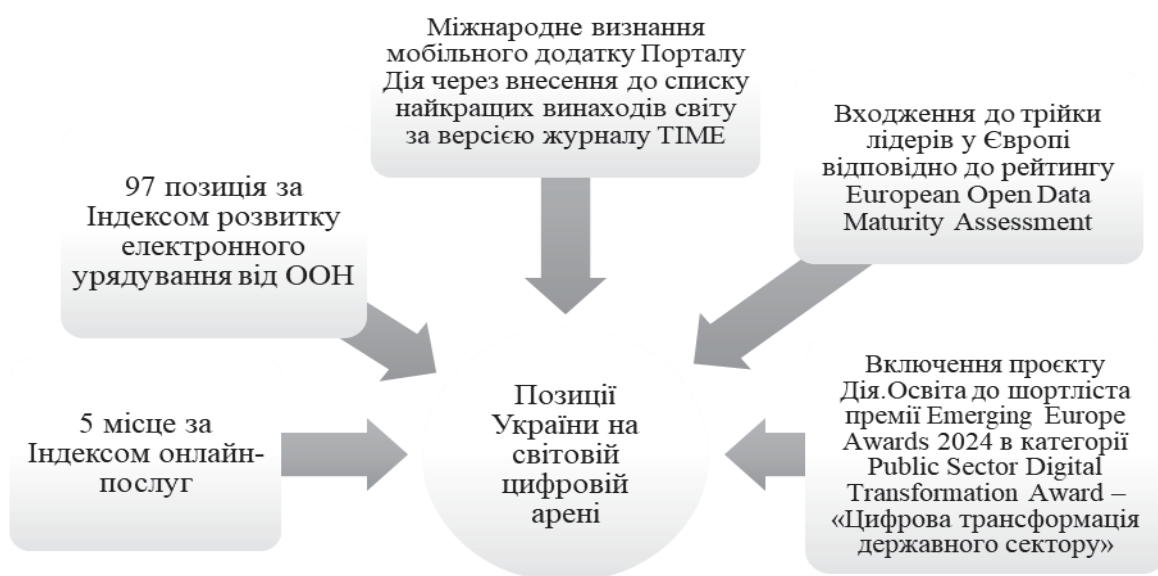 Міжнародне визнання
мобільного додатку Порталу
Дія через внесення до списку
найкращих винаходів світу
за версією журналу TIME
Входження до трійки
лідерів у Європі
відповідно до рейтингу
European Open Data
Maturity Assessment
97 позиція за
Індексом розвитку
електронного
урядування від ООН
5 місце за
Індексом онлайн-
послуг
Позиції
України на
світовій
цифровій
арені
Включення проєкту
Дія.Освіта до шортліста
премії Emerging Europe
Awards 2024 в категорії
Public Sector Digital
Transformation Award –
«Цифрова трансформація
державного сектору»